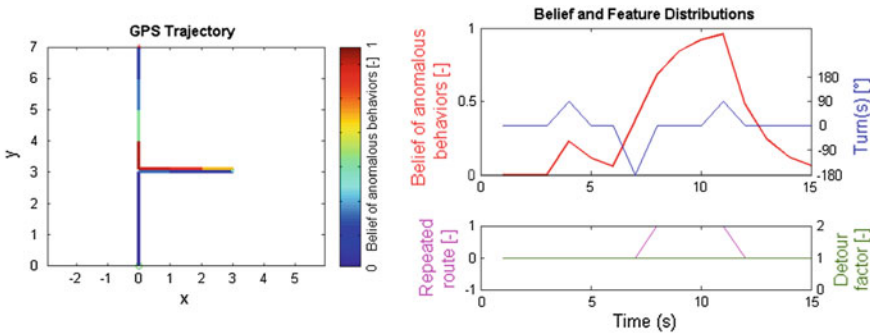 GPS Trajectory
7
6
5
4
3
2
1
0
y
-2 -1 0 1 2 3 4 5
x
0 Belief of anomalous behaviors [-] 1
Belief and Feature Distributions
Belief of anomalous
behaviors [-]
1
0.5
0
0 5 10 15
180
90
0
-90
-180
Turn(s) [°]
Repeated
route [-]
1
0
-1
0 5 10 15
2
1
0
Detour
factor [-]
Time (s)